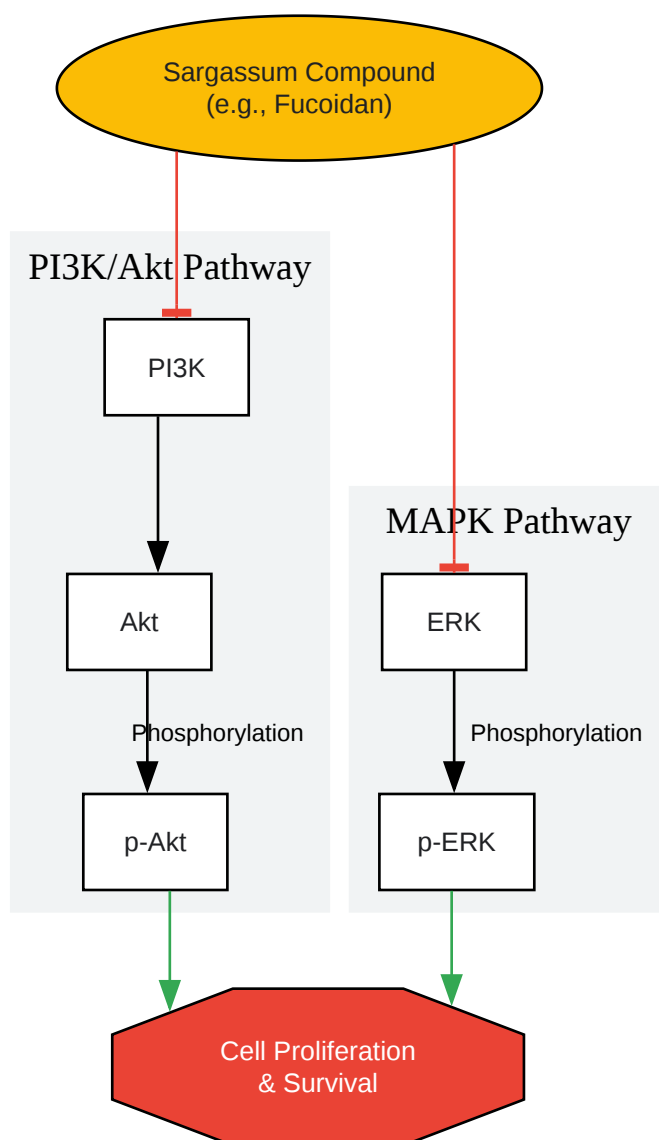 Sargassum Compound
(e.g., Fucoidan)
PI3K/Akt Pathway
PI3K
MAPK Pathway
Akt
ERK
Phosphorylation
Phosphorylation
p-Akt
p-ERK
Cell Proliferation
& Survival